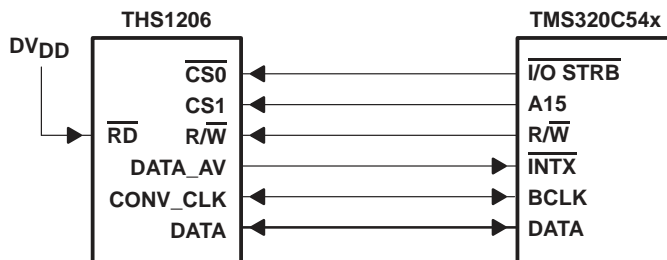 THS1206 TMS320C54x
DVDD
CS0 I/O STRB
CS1 A15
RD R/W R/W
DATA_AV INTX
CONV_CLK BCLK
DATA DATA